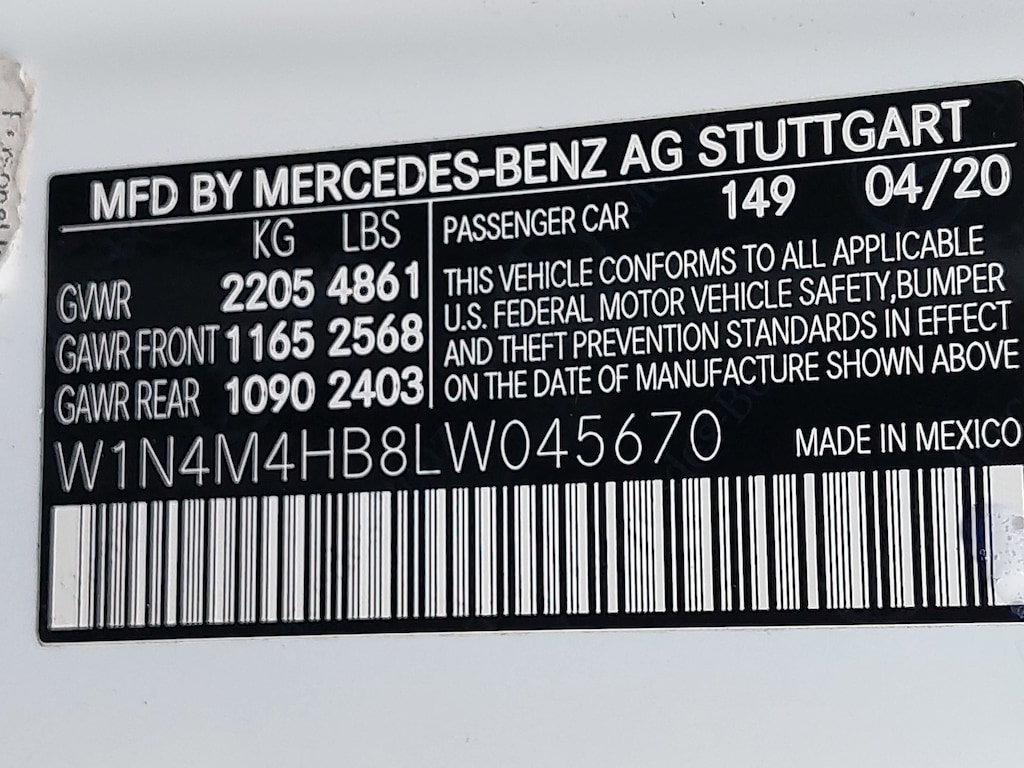 MFD BY MERCEDES-BENZ AG STUTTGART
KG LBS
GVWR 2205 4861
GAWR FRONT 1165 2568
GAWR REAR 1090 2403
PASSENGER CAR 149 04/20
THIS VEHICLE CONFORMS TO ALL APPLICABLE
U.S. FEDERAL MOTOR VEHICLE SAFETY,BUMPER
AND THEFT PREVENTION STANDARDS IN EFFECT
ON THE DATE OF MANUFACTURE SHOWN ABOVE
W1N4M4HB8LW045670 MADE IN MEXICO